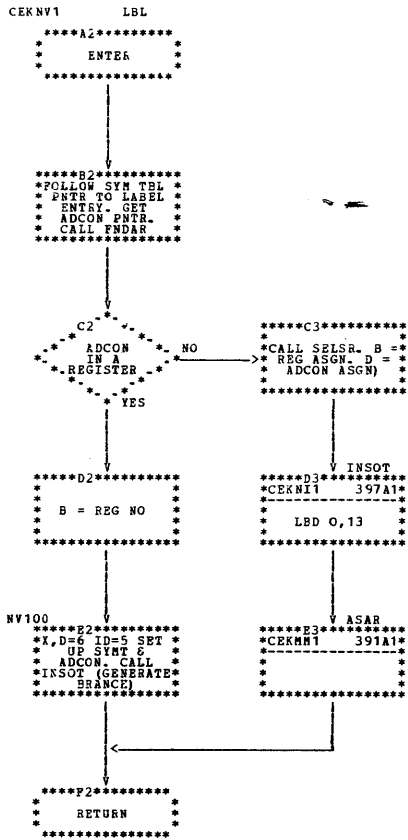 CEKNV1 LBL
A2
ENTER
B2
FOLLOW SYM TBL
PNTR TO LABEL
ENTRY. GET
ADCON PNTR.
CALL FNDAR
C2
ADCON
IN A
REGISTER
NO
YES
C3
CALL SELSR. B =
REG ASGN. D =
ADCON ASGN)
D2
B = REG NO
INSOT
D3
CEKNI1 397A1
LBD 0,13
NV100
E2
X,D=6 ID=5 SET
UP SYMT &
ADCON. CALL
INSOT (GENERATE
BRANCE)
ASAR
E3
CEKMM1 391A1
F2
RETURN